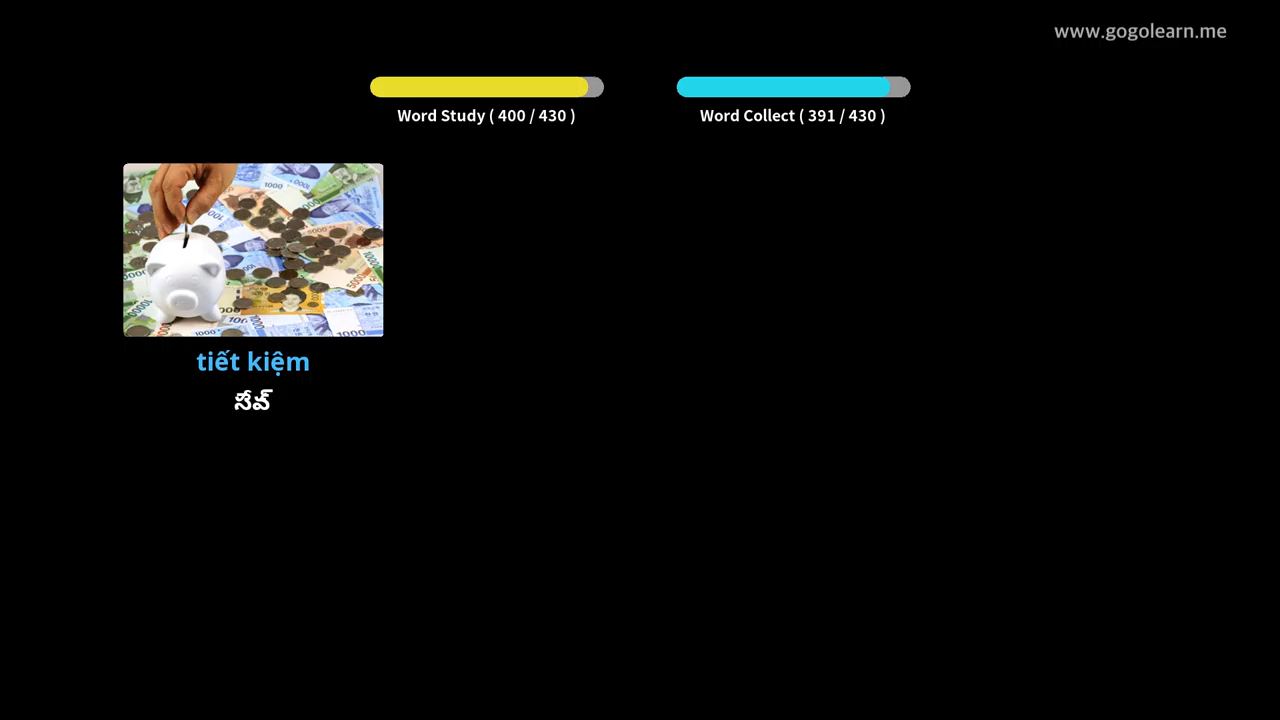 www.gogolearn.me
Word Study ( 400 / 430 )
Word Collect ( 391 / 430 )
tiết kiệm
సేవ్